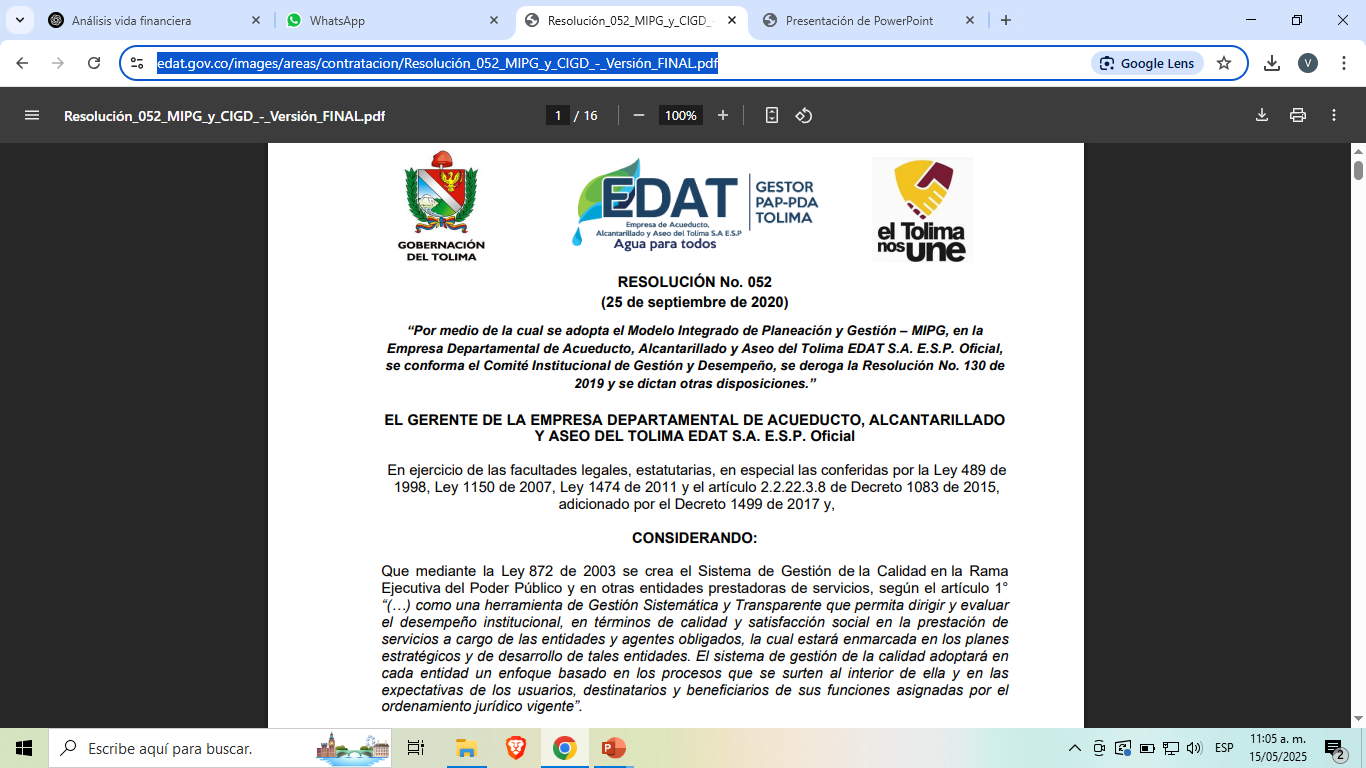 Análisis vida financiera
WhatsApp
Resolución_052_MIPG_y_CIGD_-
Presentación de PowerPoint
edat.gov.co/images/areas/contratacion/Resolución_052_MIPG_y_CIGD_-_Versión_FINAL.pdf
Google Lens
V
Resolución_052_MIPG_y_CIGD_-_Versión_FINAL.pdf
1 / 16
100%
GOBERNACIÓN
DEL TOLIMA
EDAT
Empresa de Acueducto,
Alcantarillado y Aseo del Tolima S.A E.S.P
Agua para todos
GESTOR
PAP-PDA
TOLIMA
el Tolima
nos UNE
RESOLUCIÓN No. 052
(25 de septiembre de 2020)
“Por medio de la cual se adopta el Modelo Integrado de Planeación y Gestión – MIPG, en la
Empresa Departamental de Acueducto, Alcantarillado y Aseo del Tolima EDAT S.A. E.S.P. Oficial,
se conforma el Comité Institucional de Gestión y Desempeño, se deroga la Resolución No. 130 de
2019 y se dictan otras disposiciones.”
EL GERENTE DE LA EMPRESA DEPARTAMENTAL DE ACUEDUCTO, ALCANTARILLADO
Y ASEO DEL TOLIMA EDAT S.A. E.S.P. Oficial
En ejercicio de las facultades legales, estatutarias, en especial las conferidas por la Ley 489 de
1998, Ley 1150 de 2007, Ley 1474 de 2011 y el artículo 2.2.22.3.8 de Decreto 1083 de 2015,
adicionado por el Decreto 1499 de 2017 y,
CONSIDERANDO:
Que mediante la Ley 872 de 2003 se crea el Sistema de Gestión de la Calidad en la Rama
Ejecutiva del Poder Público y en otras entidades prestadoras de servicios, según el artículo 1°
“(…) como una herramienta de Gestión Sistemática y Transparente que permita dirigir y evaluar
el desempeño institucional, en términos de calidad y satisfacción social en la prestación de
servicios a cargo de las entidades y agentes obligados, la cual estará enmarcada en los planes
estratégicos y de desarrollo de tales entidades. El sistema de gestión de la calidad adoptará en
cada entidad un enfoque basado en los procesos que se surten al interior de ella y en las
expectativas de los usuarios, destinatarios y beneficiarios de sus funciones asignadas por el
ordenamiento jurídico vigente”.
Escribe aquí para buscar.
ESP
11:05 a. m.
15/05/2025
2